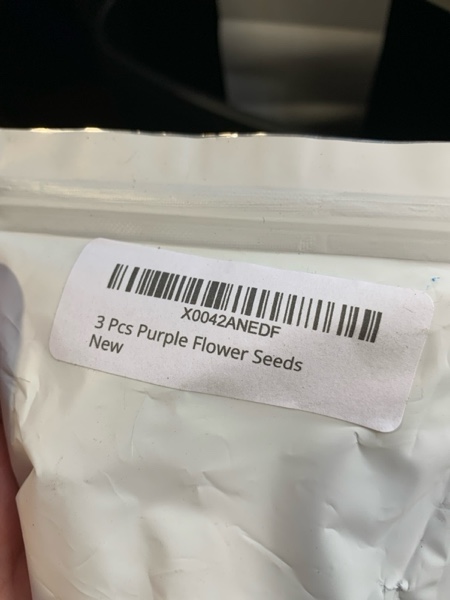 X0042ANEDF
3 Pcs Purple Flower Seeds
New